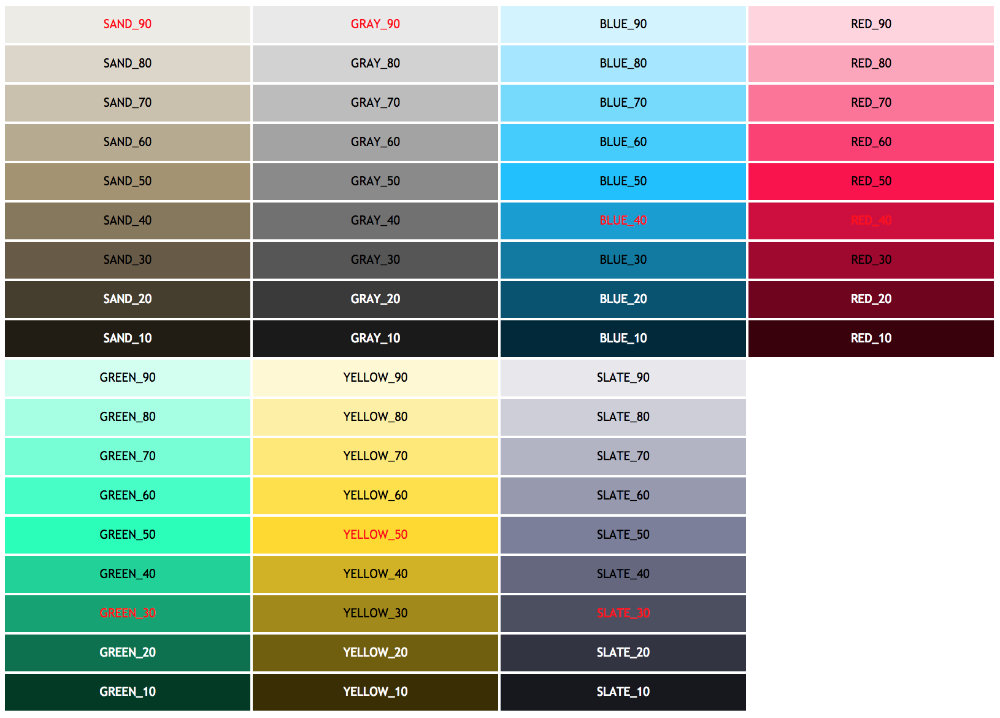 SAND_90 GRAY_90 BLUE_90 RED_90
SAND_80 GRAY_80 BLUE_80 RED_80
SAND_70 GRAY_70 BLUE_70 RED_70
SAND_60 GRAY_60 BLUE_60 RED_60
SAND_50 GRAY_50 BLUE_50 RED_50
SAND_40 GRAY_40 BLUE_40 RED_40
SAND_30 GRAY_30 BLUE_30 RED_30
SAND_20 GRAY_20 BLUE_20 RED_20
SAND_10 GRAY_10 BLUE_10 RED_10
GREEN_90 YELLOW_90 SLATE_90
GREEN_80 YELLOW_80 SLATE_80
GREEN_70 YELLOW_70 SLATE_70
GREEN_60 YELLOW_60 SLATE_60
GREEN_50 YELLOW_50 SLATE_50
GREEN_40 YELLOW_40 SLATE_40
GREEN_30 YELLOW_30 SLATE_30
GREEN_20 YELLOW_20 SLATE_20
GREEN_10 YELLOW_10 SLATE_10